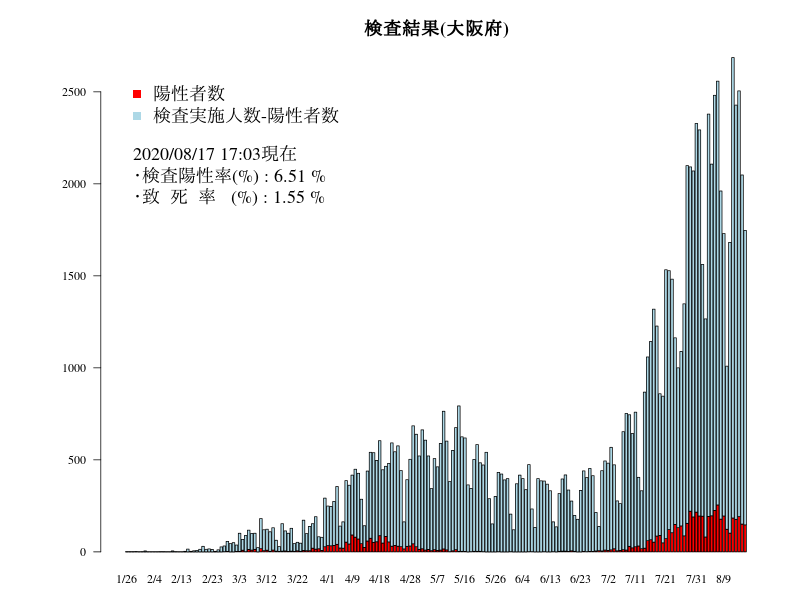 検査結果(大阪府)
陽性者数
検査実施人数-陽性者数
2020/08/17 17:03現在
・検査陽性率(%) : 6.51 %
・致 死 率 (%) : 1.55 %
2500
2000
1500
1000
500
0
1/26 2/4 2/13 2/23 3/3 3/12 3/22 4/1 4/9 4/18 4/28 5/7 5/16 5/26 6/4 6/13 6/23 7/2 7/11 7/21 7/31 8/9